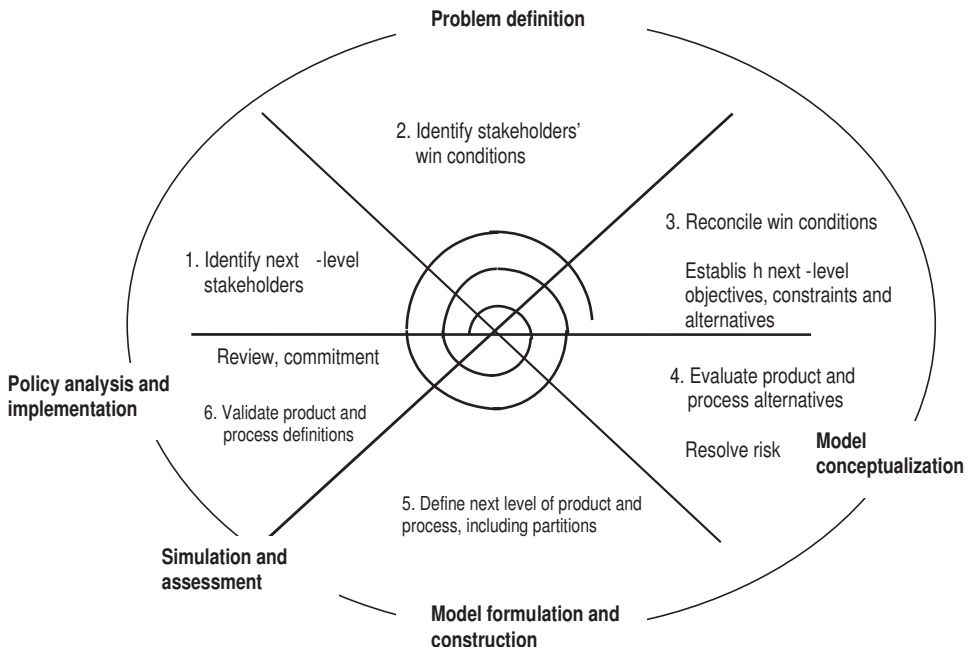 Problem definition
2. Identify stakeholders’
win conditions
3. Reconcile win conditions
Establis h next -level
objectives, constraints and
alternatives
1. Identify next -level
stakeholders
Review, commitment
Policy analysis and
implementation
6. Validate product and
process definitions
4. Evaluate product and
process alternatives
Resolve risk
Model
conceptualization
5. Define next level of product and
process, including partitions
Simulation and
assessment
Model formulation and
construction